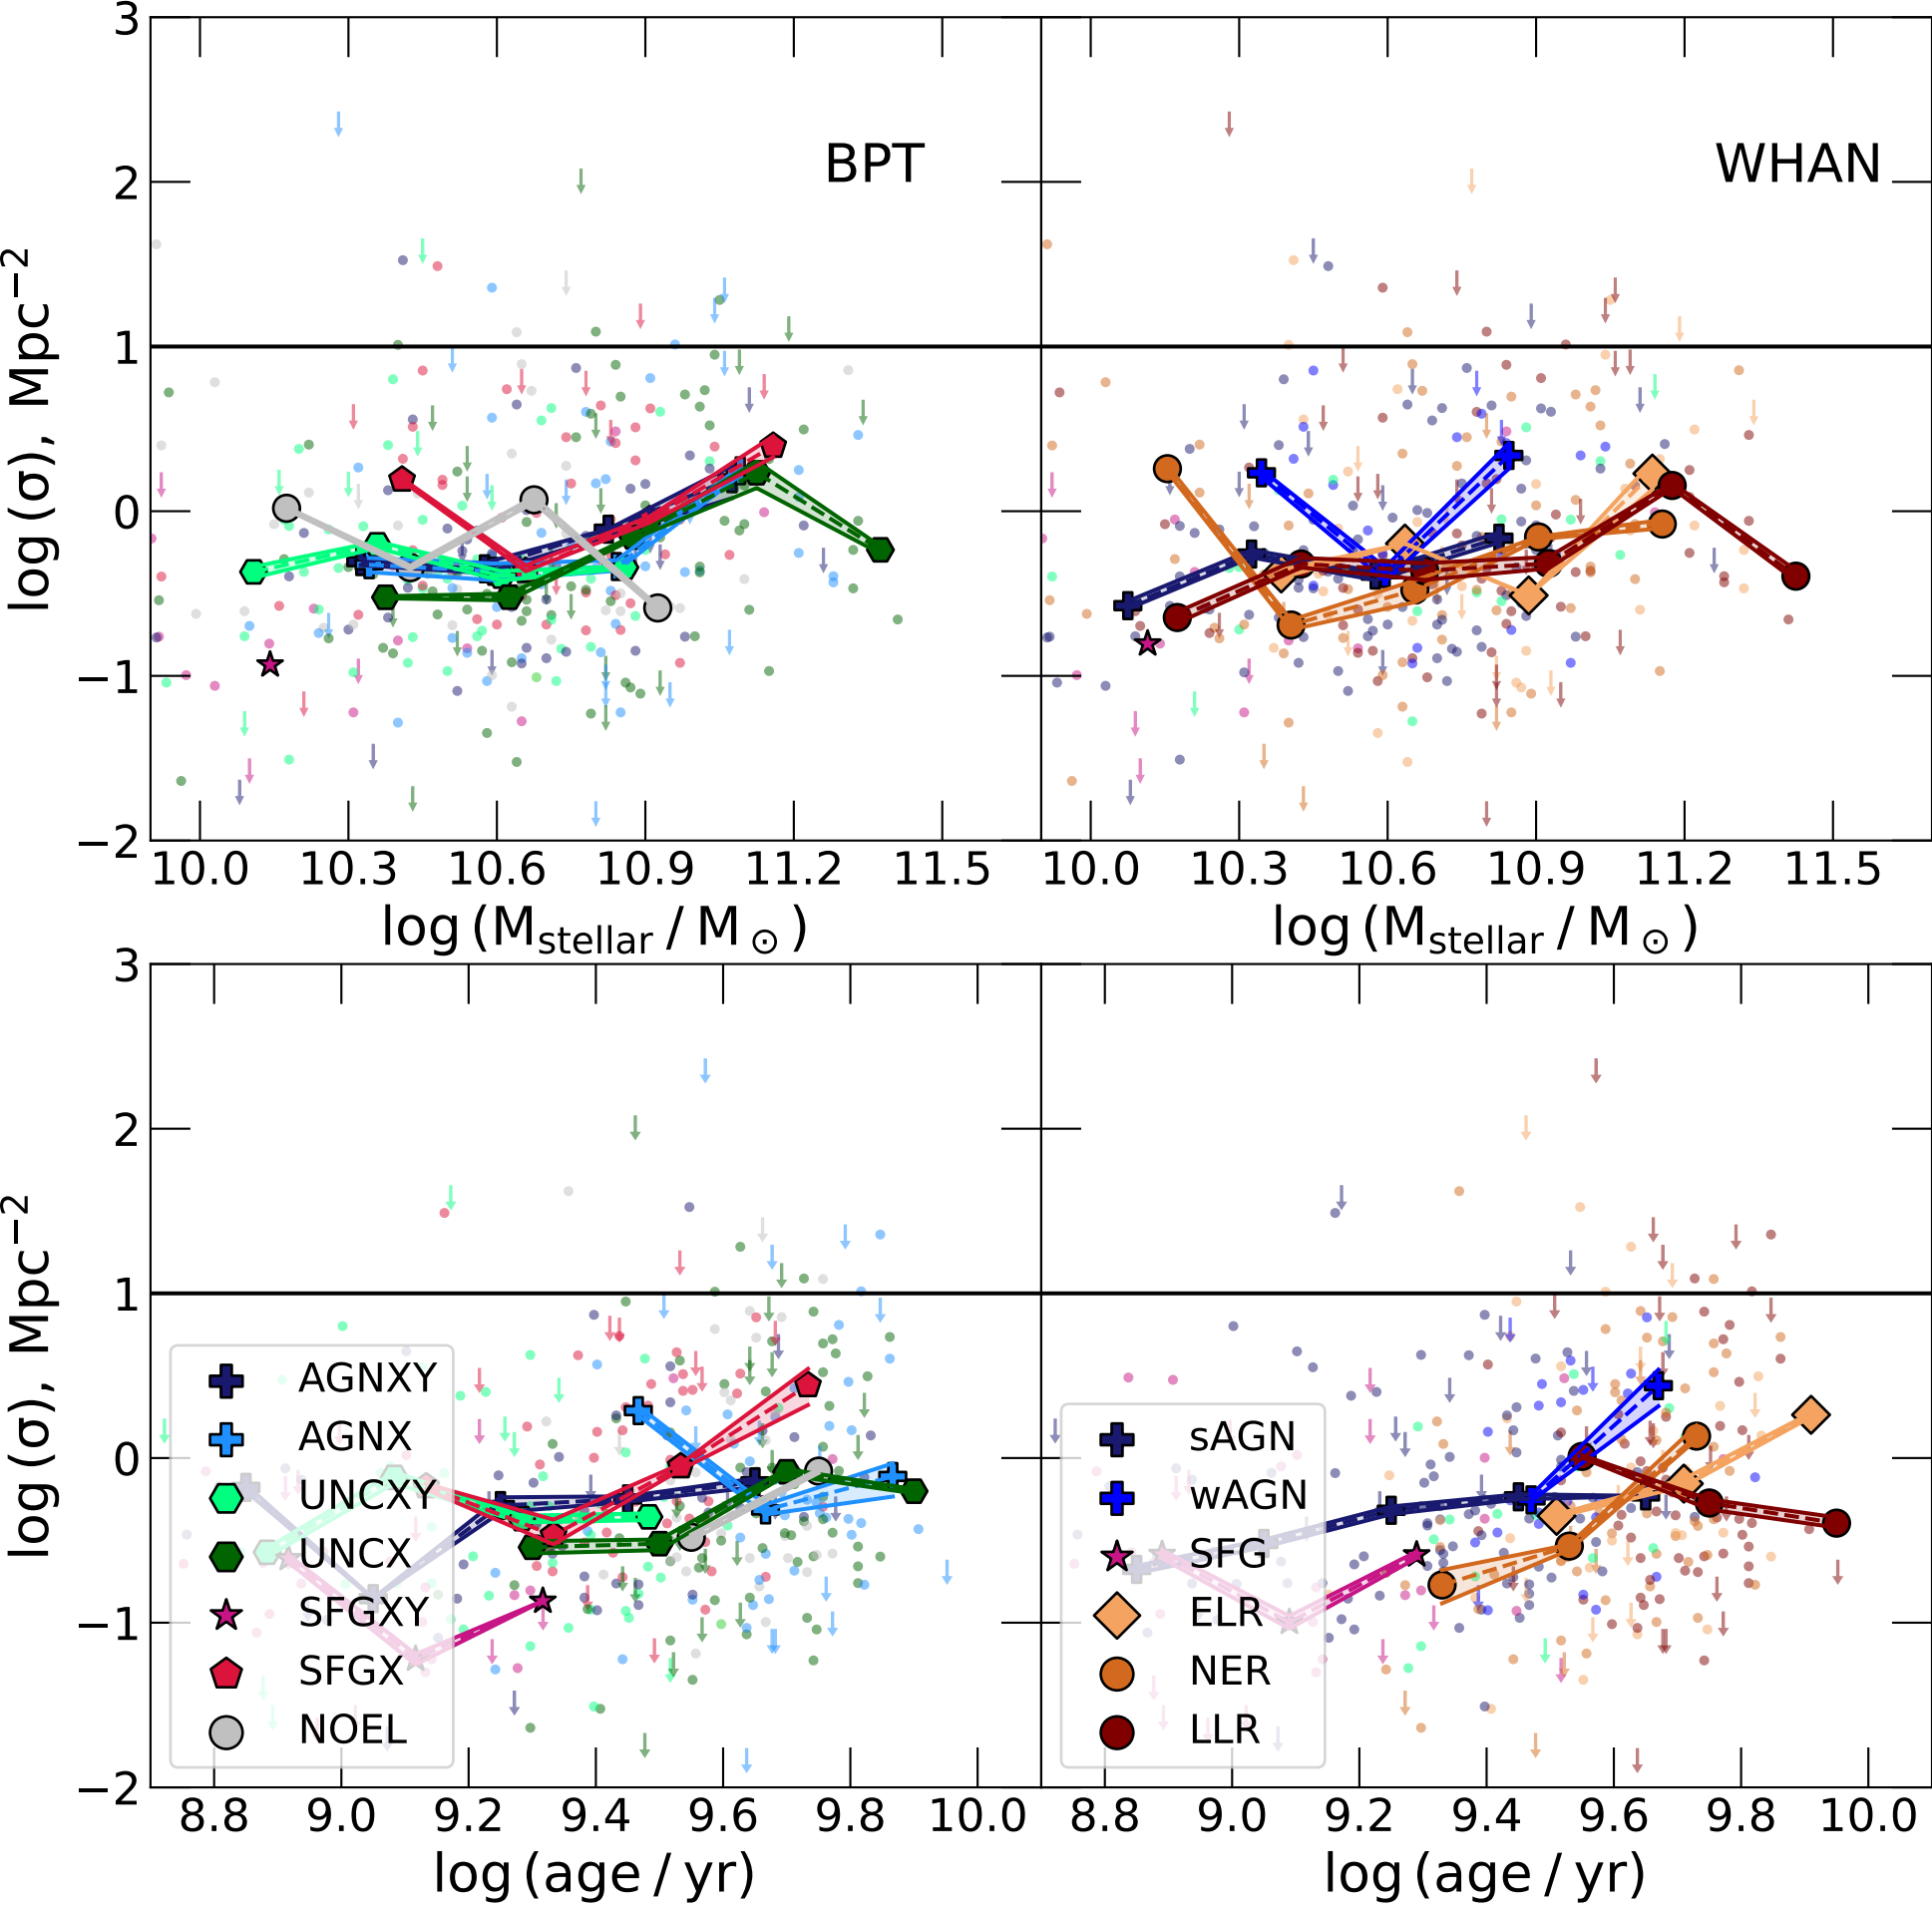 3
2
1
0
−1
−2
log (σ), Mpc⁻²
BPT
WHAN
10.0 10.3 10.6 10.9 11.2 11.5
10.0 10.3 10.6 10.9 11.2 11.5
log (M_stellar / M_⊙)
log (M_stellar / M_⊙)
3
2
1
0
−1
−2
log (σ), Mpc⁻²
AGNXY
AGNX
UNCXY
UNCX
SFGXY
SFGX
NOEL
sAGN
wAGN
SFG
ELR
NER
LLR
8.8 9.0 9.2 9.4 9.6 9.8 10.0
8.8 9.0 9.2 9.4 9.6 9.8 10.0
log (age / yr)
log (age / yr)